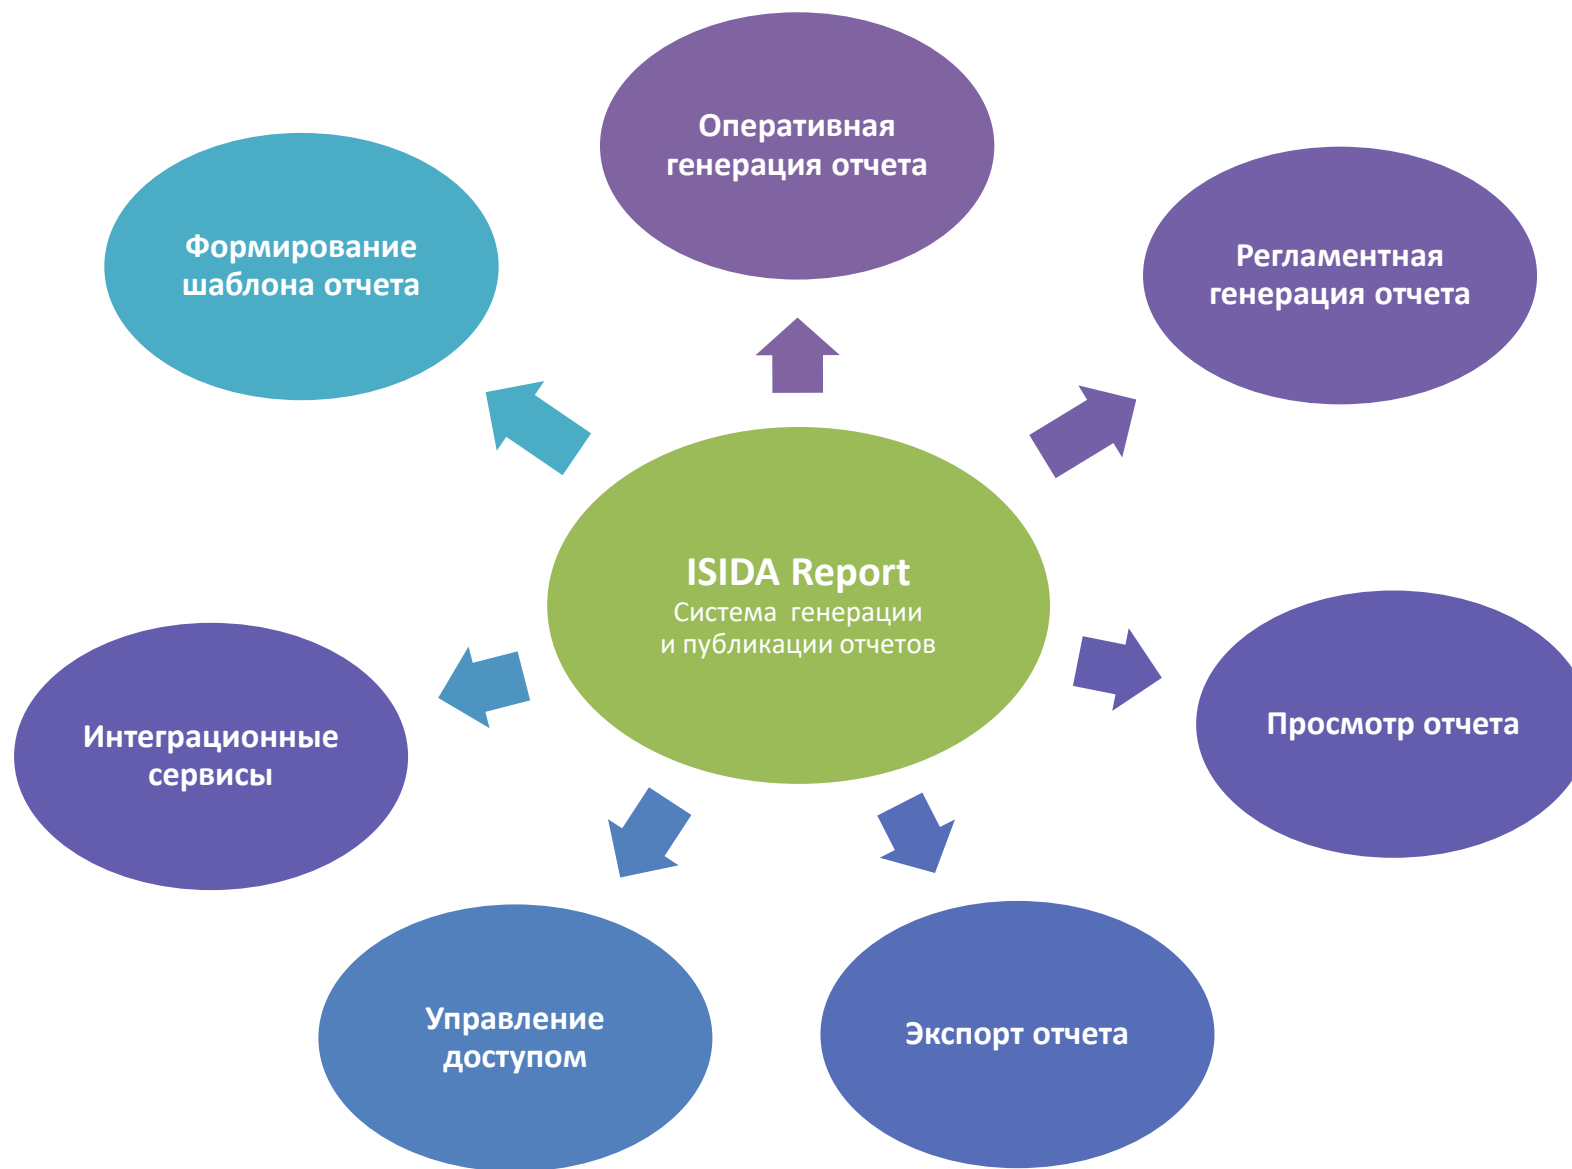 Оперативная
генерация отчета
Формирование
шаблона отчета
Регламентная
генерация отчета
ISIDA Report
Система генерации
и публикации отчетов
Интеграционные
сервисы
Просмотр отчета
Управление
доступом
Экспорт отчета